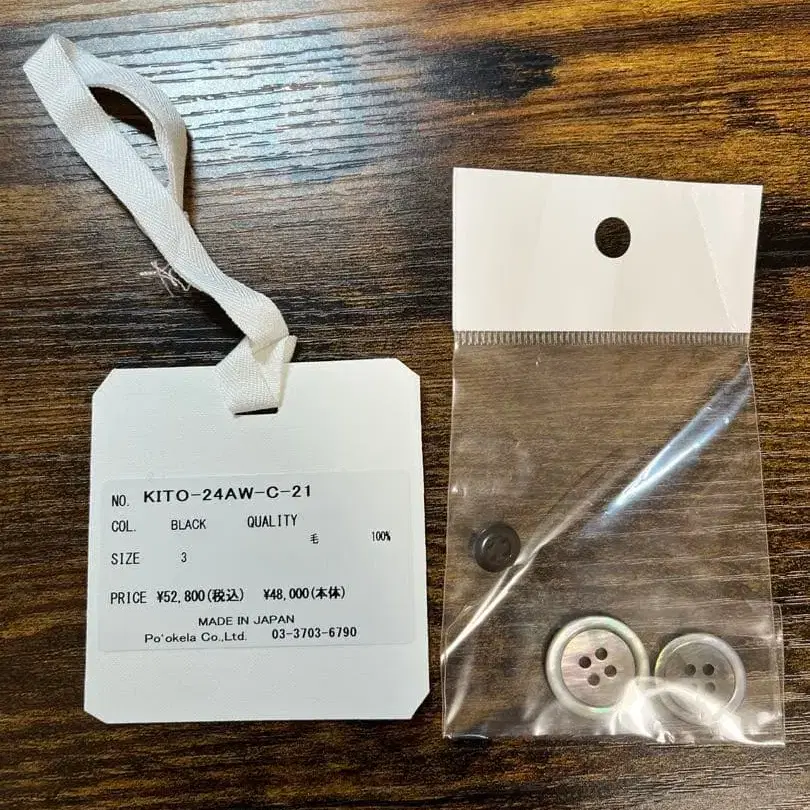 NO. KITO-24AW-C-21
COL. BLACK QUALITY
毛 100%
SIZE 3
PRICE ¥52,800(税込) ¥48,000(本体)
MADE IN JAPAN
Po'okela Co.,Ltd. 03-3703-6790